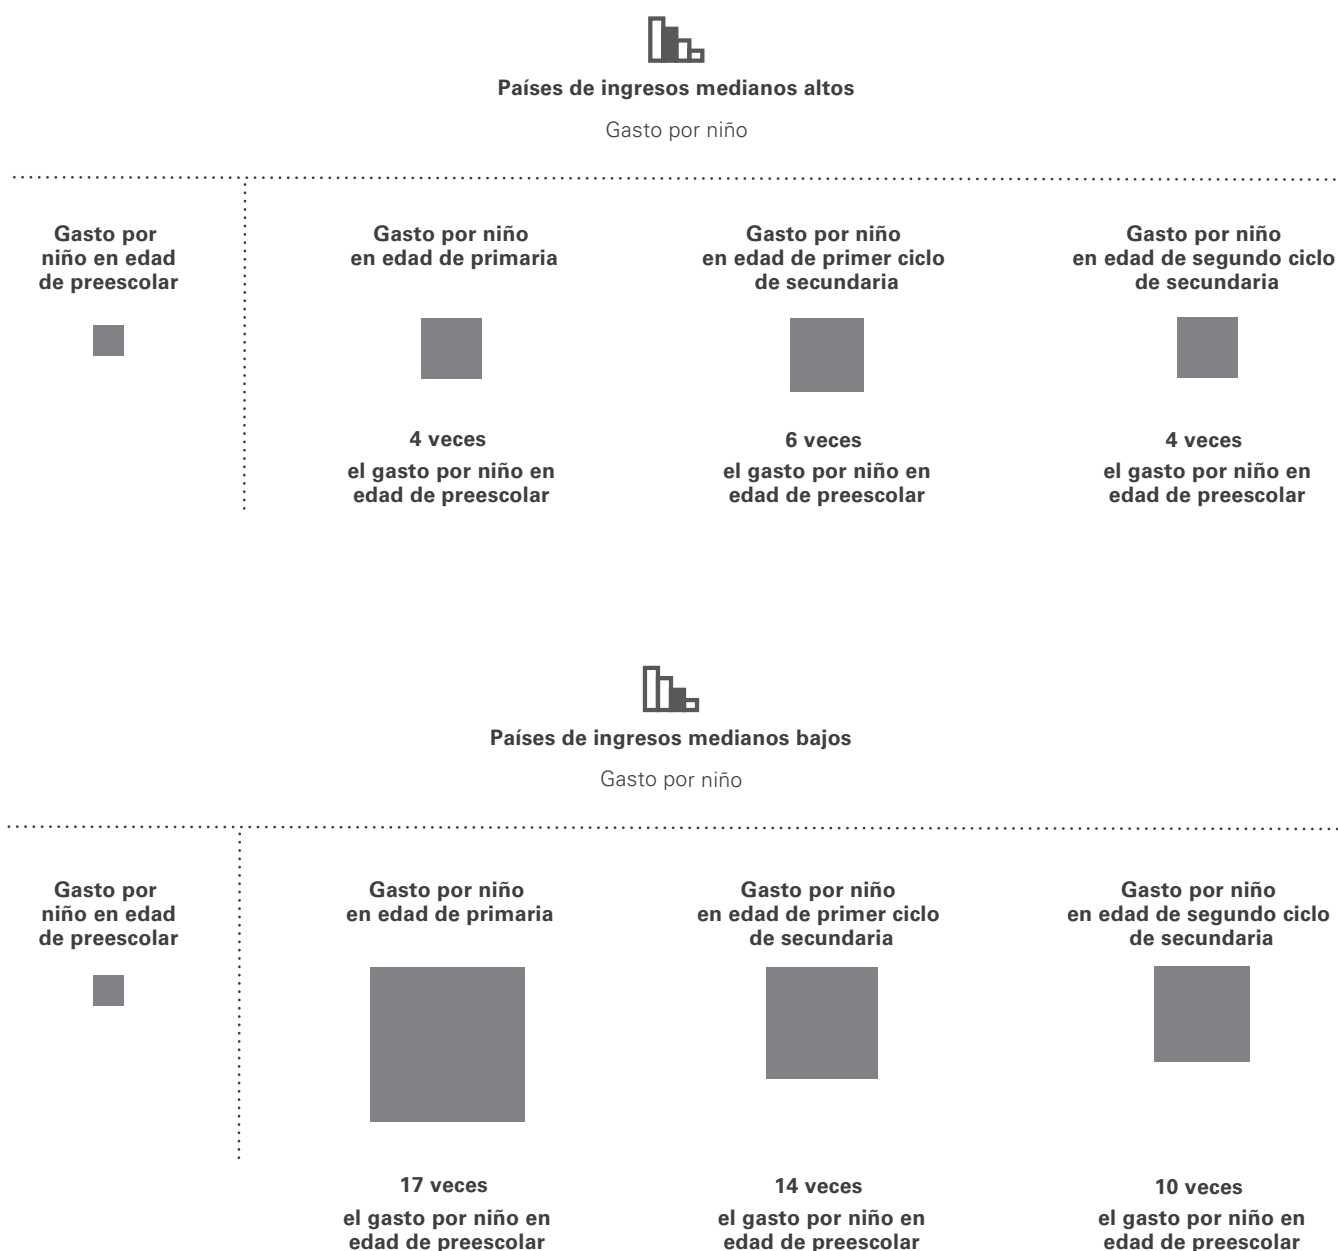 Países de ingresos medianos altos
Gasto por niño
Gasto por
niño en edad
de preescolar
Gasto por niño
en edad de primaria
Gasto por niño
en edad de primer ciclo
de secundaria
Gasto por niño
en edad de segundo ciclo
de secundaria
4 veces
el gasto por niño en
edad de preescolar
6 veces
el gasto por niño en
edad de preescolar
4 veces
el gasto por niño en
edad de preescolar
Países de ingresos medianos bajos
Gasto por niño
Gasto por
niño en edad
de preescolar
Gasto por niño
en edad de primaria
Gasto por niño
en edad de primer ciclo
de secundaria
Gasto por niño
en edad de segundo ciclo
de secundaria
17 veces
el gasto por niño en
edad de preescolar
14 veces
el gasto por niño en
edad de preescolar
10 veces
el gasto por niño en
edad de preescolar